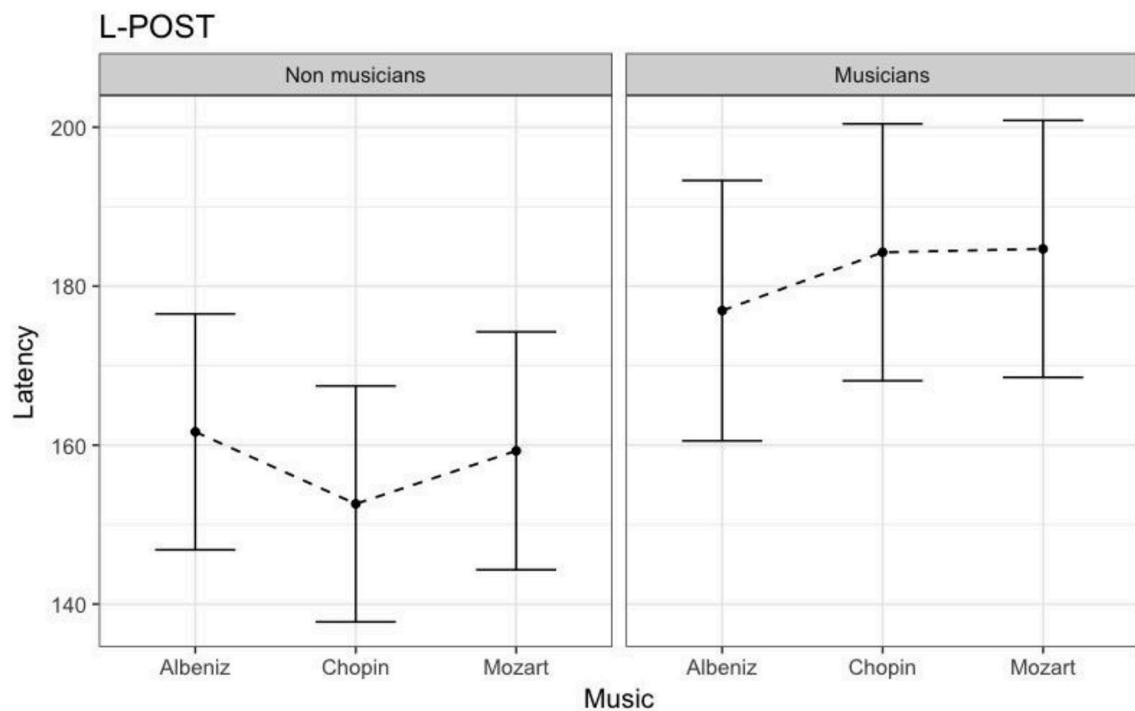 L-POST
Non musicians
Musicians
200
180
160
140
Latency
Albeniz Chopin Mozart
Albeniz Chopin Mozart
Music